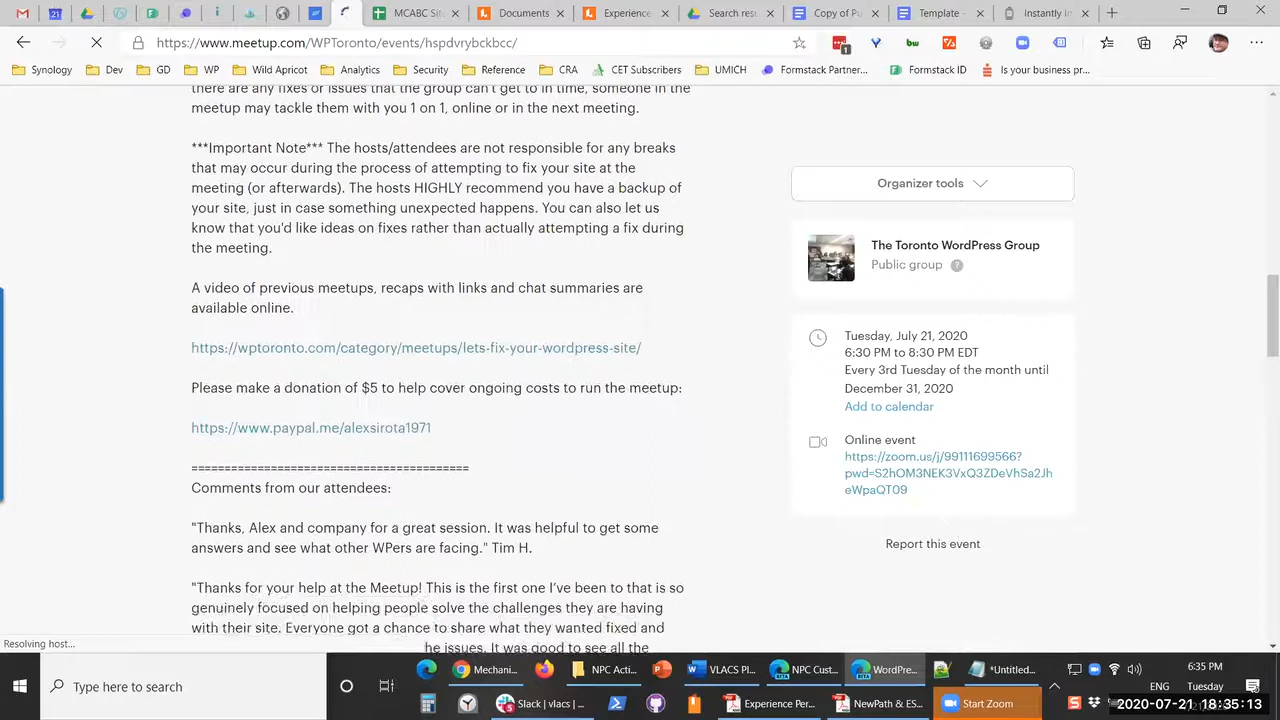 MCABC Sit
Documents
Experience
Search resu
Copy of Pu
Template
Instantly in
https://www.meetup.com/WPToronto/events/hspdvrybckbcc/
1
Synology
Dev
GD
WP
Wild Apricot
Analytics
Security
Reference
CRA
CET Subscribers
UMICH
Formstack Partner...
Formstack ID
Is your business pr...
there are any fixes or issues that the group can't get to in time, someone in the
meetup may tackle them with you 1 on 1, online or in the next meeting.
***Important Note*** The hosts/attendees are not responsible for any breaks
that may occur during the process of attempting to fix your site at the
meeting (or afterwards). The hosts HIGHLY recommend you have a backup of
your site, just in case something unexpected happens. You can also let us
know that you'd like ideas on fixes rather than actually attempting a fix during
the meeting.
A video of previous meetups, recaps with links and chat summaries are
available online.
https://wptoronto.com/category/meetups/lets-fix-your-wordpress-site/
Please make a donation of $5 to help cover ongoing costs to run the meetup:
https://www.paypal.me/alexsirota1971
==========================================
Comments from our attendees:
"Thanks, Alex and company for a great session. It was helpful to get some
answers and see what other WPers are facing." Tim H.
"Thanks for your help at the Meetup! This is the first one I've been to that is so
genuinely focused on helping people solve the challenges they are having
with their site. Everyone got a chance to share what they wanted fixed and
he issues. It was good to see all the
Organizer tools
The Toronto WordPress Group
Public group ?
Tuesday, July 21, 2020
6:30 PM to 8:30 PM EDT
Every 3rd Tuesday of the month until
December 31, 2020
Add to calendar
Online event
https://zoom.us/j/99111699566?
pwd=S2hOM3NEK3VxQ3ZDeVhSa2Jh
eWpaQT09
Report this event
Resolving host...
Mechani
NPC Acti...
VLACS Pl...
NPC Cust...
WordPre...
*Untitled...
6:35 PM
Type here to search
ENG
Tuesday
Slack | vlacs |...
Experience Per...
NewPath & ES...
Start Zoom
2020-07-21 18:35:13